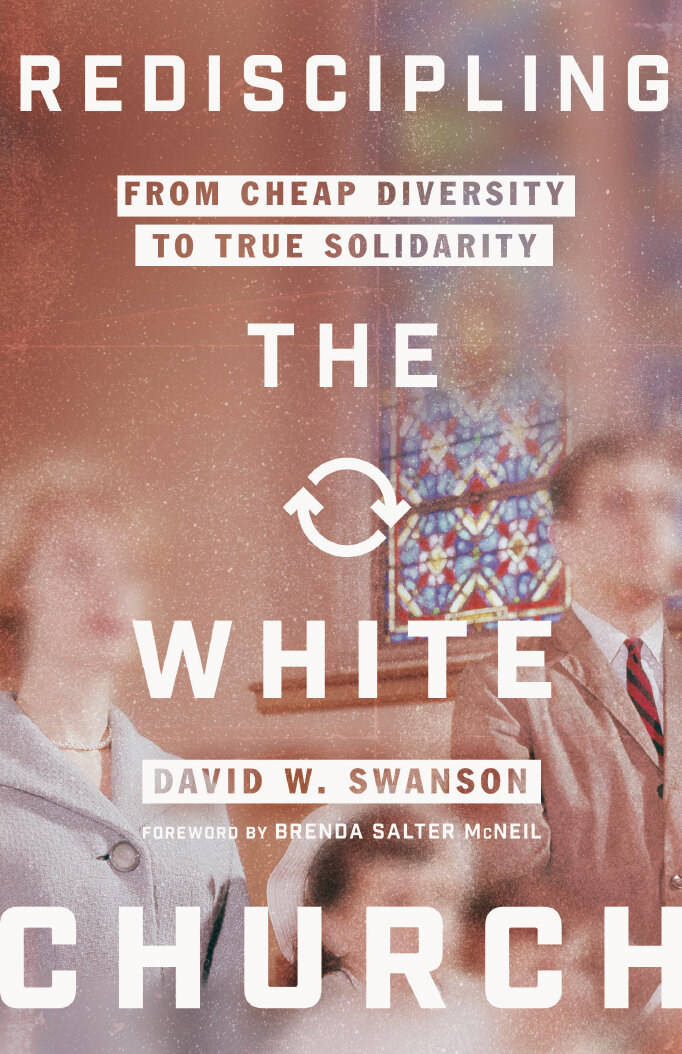 REDISCIPLING
FROM CHEAP DIVERSITY
TO TRUE SOLIDARITY
THE
WHITE
DAVID W. SWANSON
FOREWORD BY BRENDA SALTER McNEIL
CHURCH